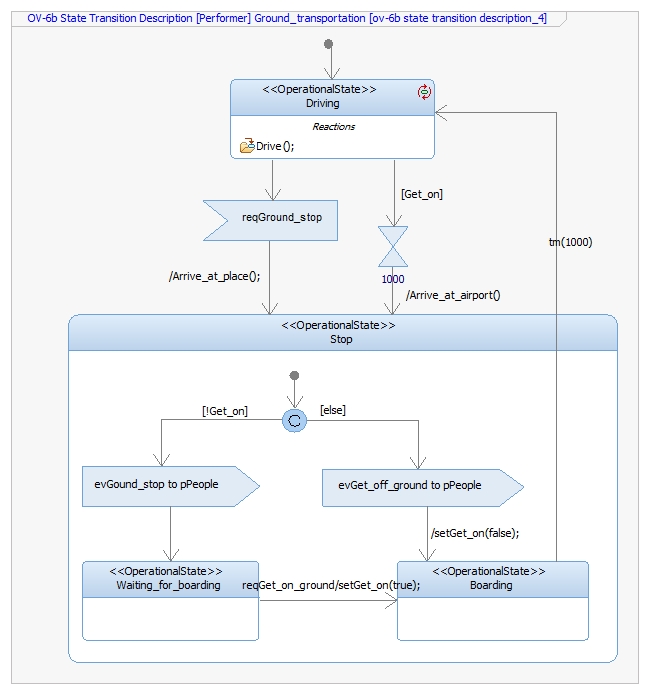 OV-6b State Transition Description [Performer] Ground_transportation [ov-6b state transition description_4]
<<OperationalState>>
Driving
Reactions
Drive();
[Get_on]
reqGround_stop
tm(1000)
/Arrive_at_place();
1000
/Arrive_at_airport()
<<OperationalState>>
Stop
[!Get_on]
[else]
C
evGound_stop to pPeople
evGet_off_ground to pPeople
/setGet_on(false);
<<OperationalState>>
Waiting_for_boarding
reqGet_on_ground/setGet_on(true);
<<OperationalState>>
Boarding